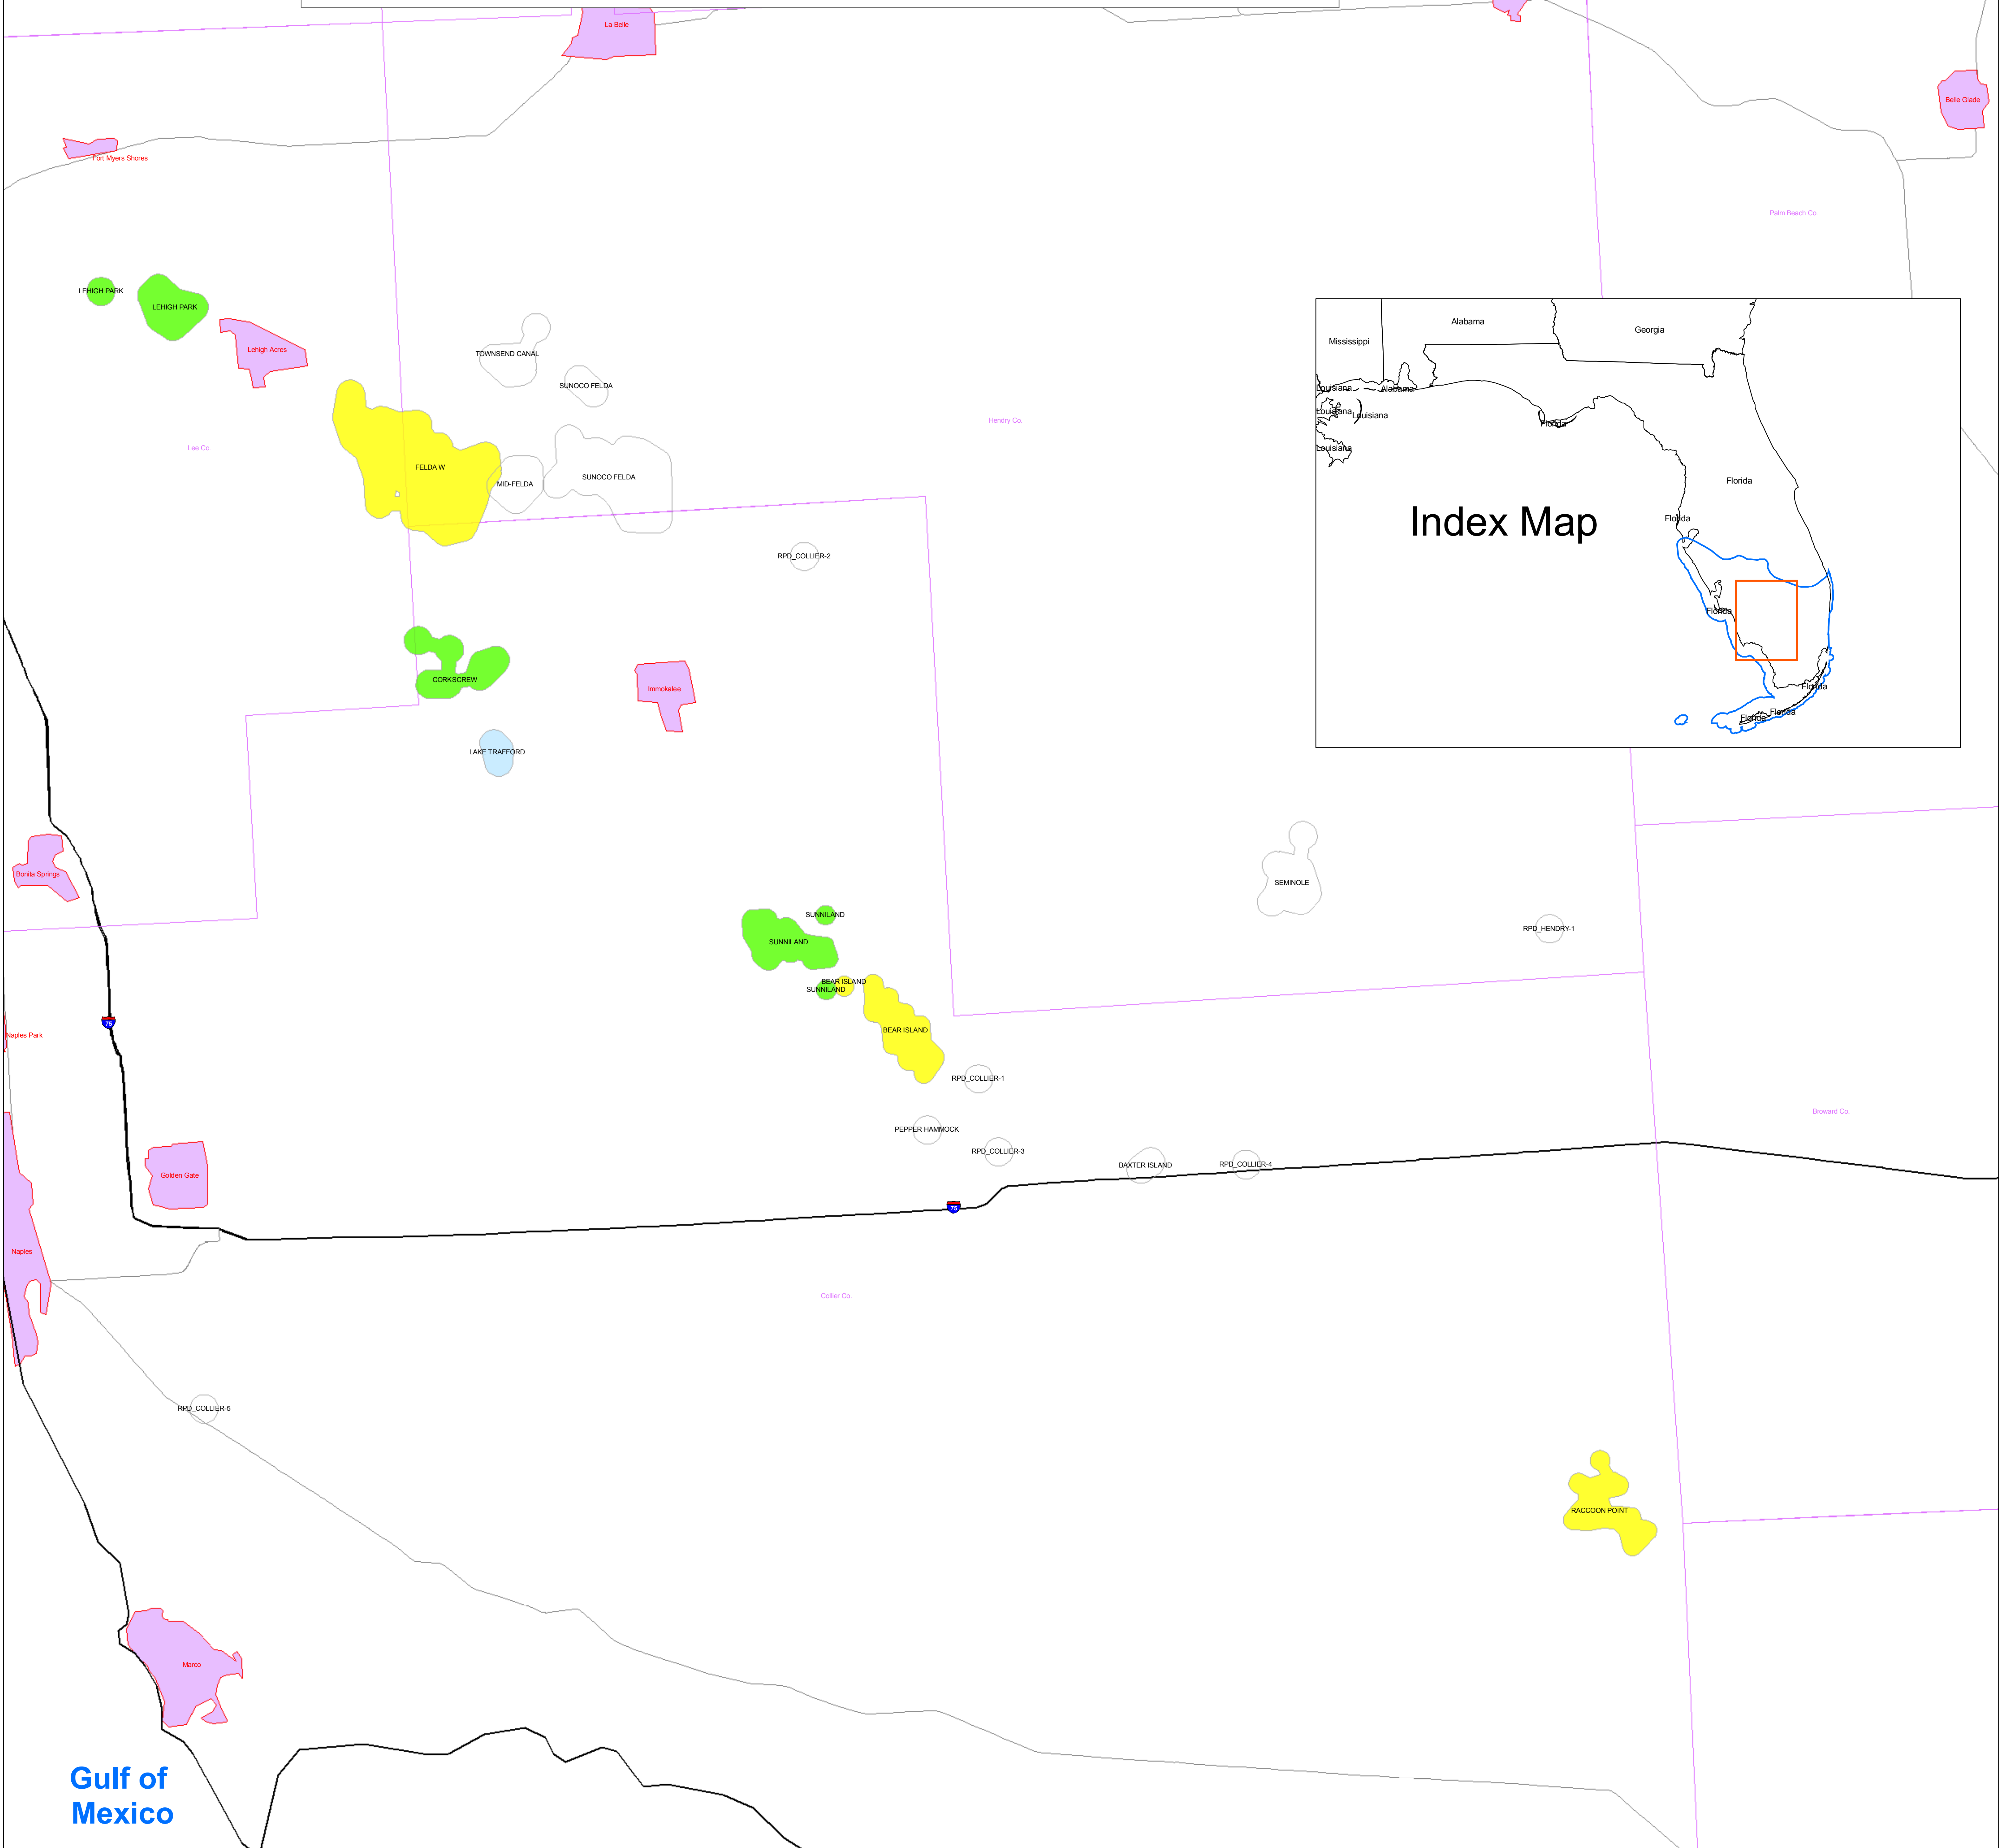 La Belle
Belle Glade
Fort Myers Shores
Palm Beach Co.
LEHIGH PARK
LEHIGH PARK
Lehigh Acres
TOWNSEND CANAL
SUNOCO FELDA
Hendry Co.
Lee Co.
FELDA W
MID-FELDA
SUNOCO FELDA
RPD_COLLIER-2
CORKSCREW
Immokalee
LAKE TRAFFORD
Alabama
Georgia
Mississippi
Louisiana
Alabama
Louisiana
Louisiana
Florida
Louisiana
Florida
Index Map
Florida
Florida
Florida
Florida
Florida
Bonita Springs
SEMINOLE
SUNNILAND
RPD_HENDRY-1
SUNNILAND
BEAR ISLAND
SUNNILAND
75
BEAR ISLAND
Naples Park
RPD_COLLIER-1
Broward Co.
PEPPER HAMMOCK
RPD_COLLIER-3
BAXTER ISLAND
RPD_COLLIER-4
Golden Gate
75
Naples
Collier Co.
RPD_COLLIER-5
RACCOON POINT
Marco
Gulf of
Mexico